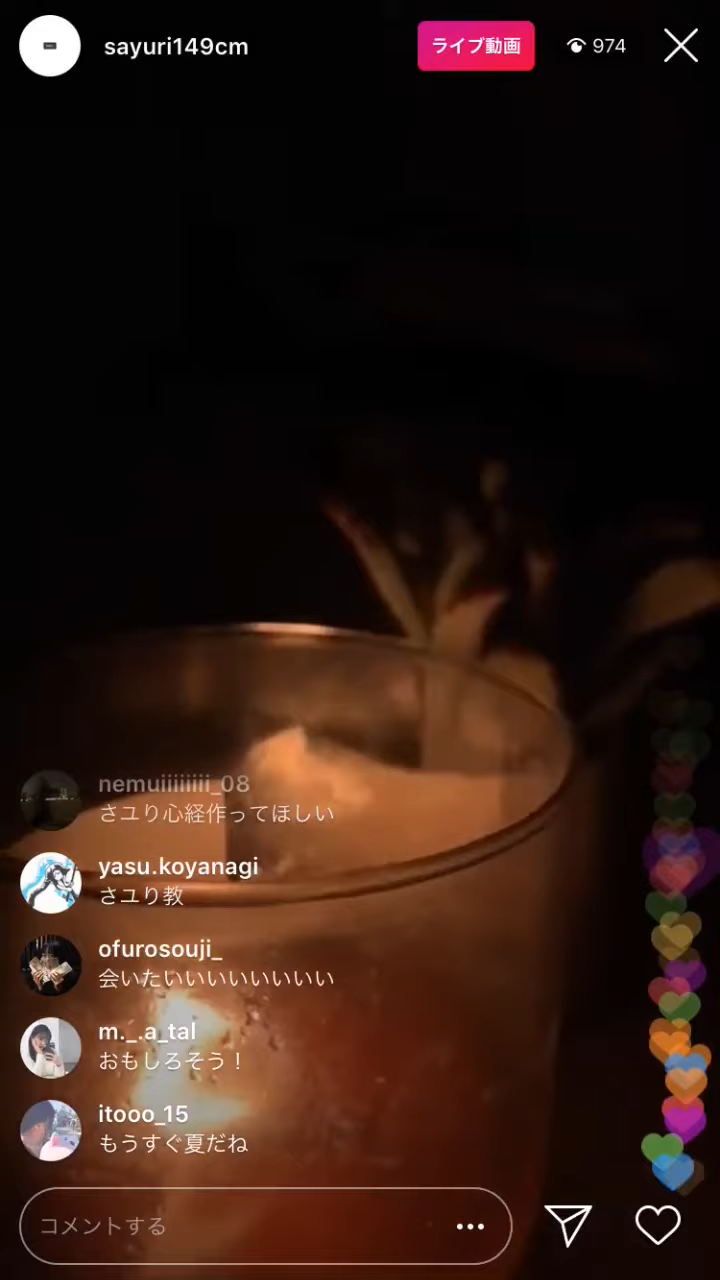 sayuri149cm
ライブ動画
974
nemuiiiiiiiii_08
さユり心経作ってほしい
yasu.koyanagi
さユり教
ofurosouji_
会いたいいいいいいいいい
m._.a_tal
おもしろそう！
itooo_15
もうすぐ夏だね
コメントする